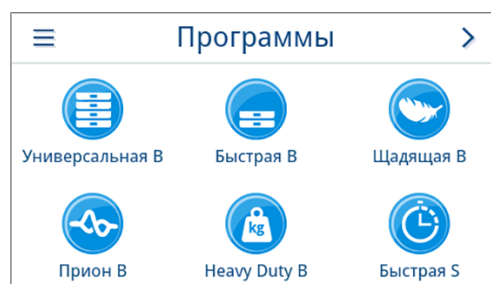 Программы
Универсальная B
Быстрая B
Щадящая B
kg
Прион B
Heavy Duty B
Быстрая S